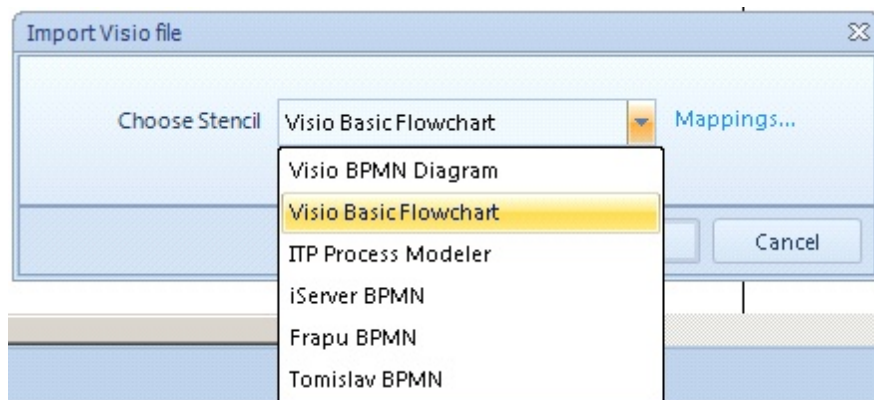 Import Visio file
Choose Stencil Visio Basic Flowchart Mappings...
Visio BPMN Diagram
Visio Basic Flowchart
ITP Process Modeler
Cancel
iServer BPMN
Frapu BPMN
Tomislav BPMN